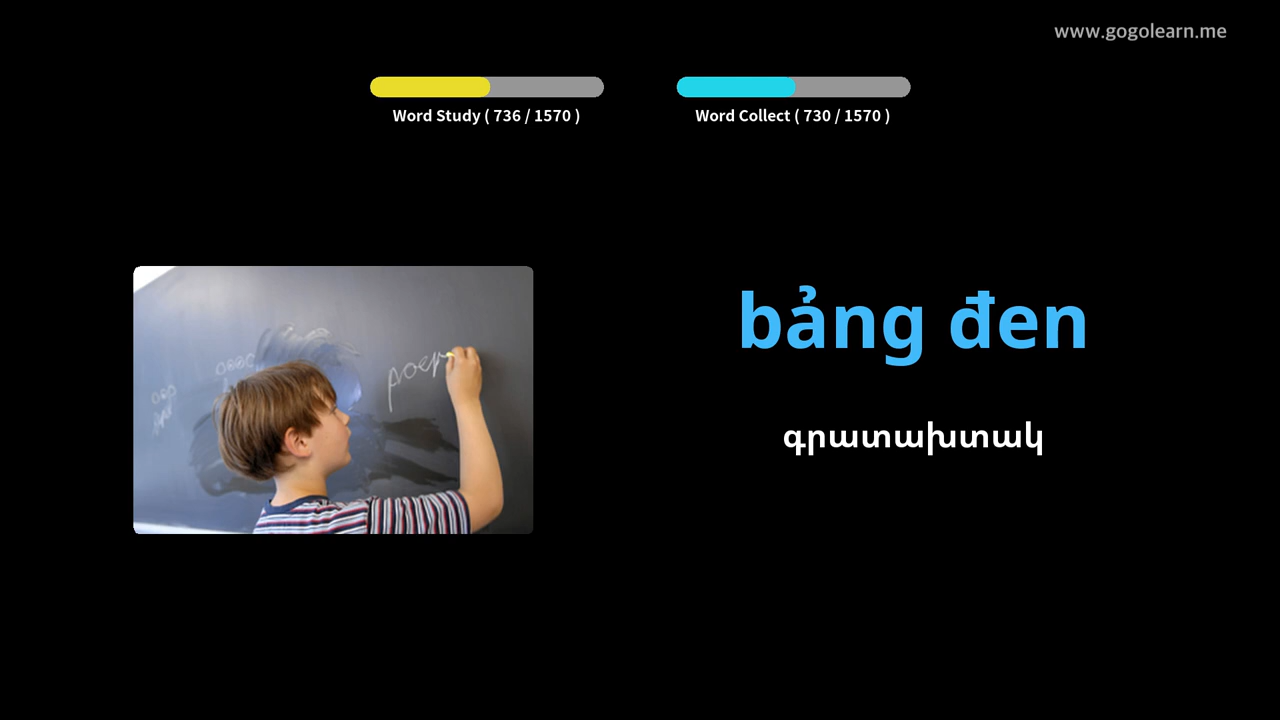 www.gogolearn.me
Word Study ( 736 / 1570 )
Word Collect ( 730 / 1570 )
bảng đen
գրատախտակ